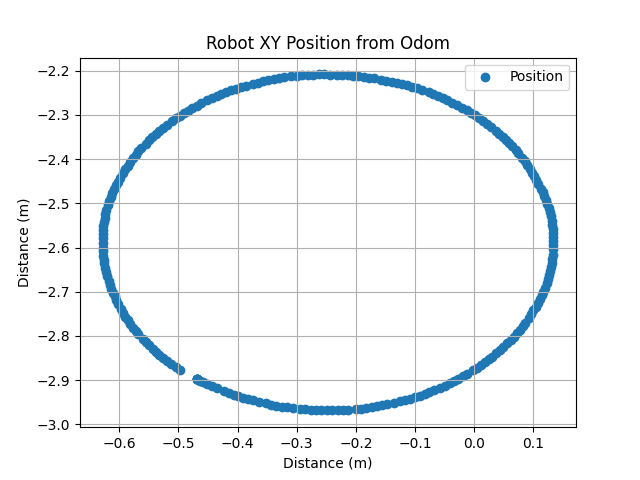 Robot XY Position from Odom
Position
Distance (m)
−2.2
−2.3
−2.4
−2.5
−2.6
−2.7
−2.8
−2.9
−3.0
−0.6 −0.5 −0.4 −0.3 −0.2 −0.1 0.0 0.1
Distance (m)